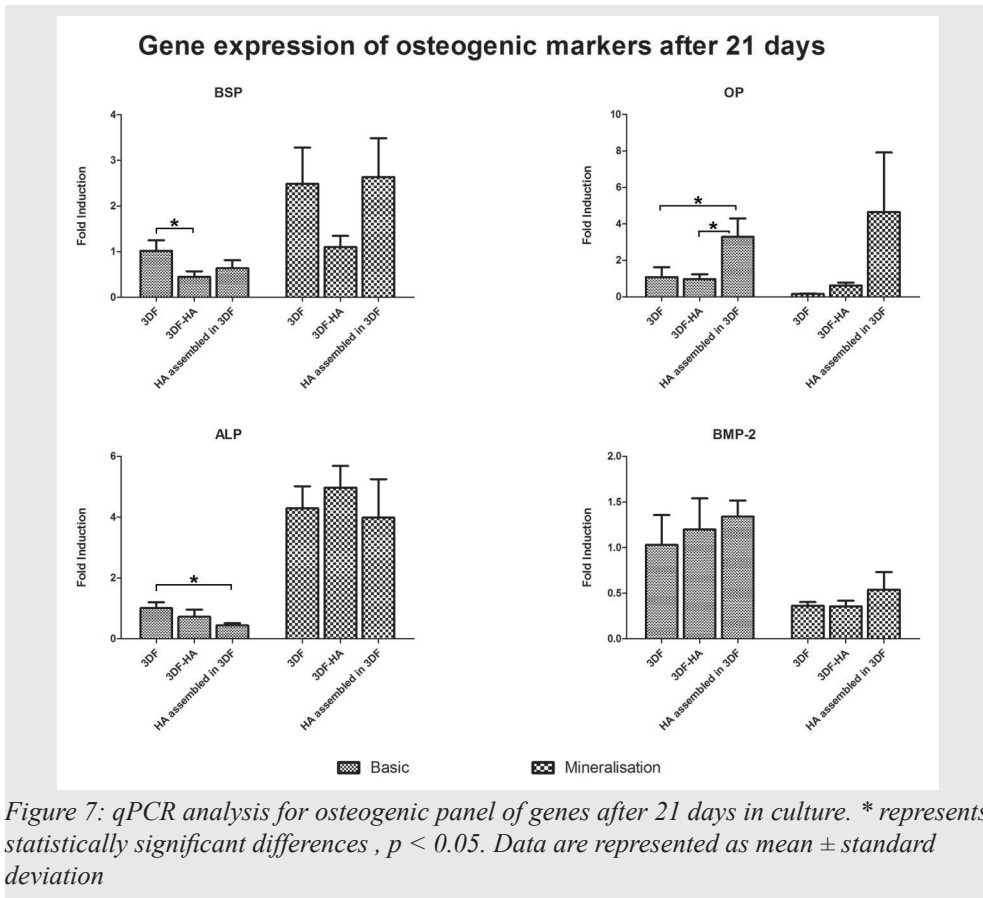 Gene expression of osteogenic markers after 21 days
BSP
Fold Induction
4
3
2
1
0
*
3DF
3DF-HA
HA assembled in 3DF
3DF
3DF-HA
HA assembled in 3DF
OP
Fold Induction
10
8
6
4
2
0
*
*
3DF
3DF-HA
HA assembled in 3DF
3DF
3DF-HA
HA assembled in 3DF
ALP
Fold Induction
6
4
2
0
*
3DF
3DF-HA
HA assembled in 3DF
3DF
3DF-HA
HA assembled in 3DF
BMP-2
Fold Induction
2.0
1.5
1.0
0.5
0.0
3DF
3DF-HA
HA assembled in 3DF
3DF
3DF-HA
HA assembled in 3DF
Basic
Mineralisation
Figure 7: qPCR analysis for osteogenic panel of genes after 21 days in culture. * represents
statistically significant differences , p < 0.05. Data are represented as mean ± standard
deviation